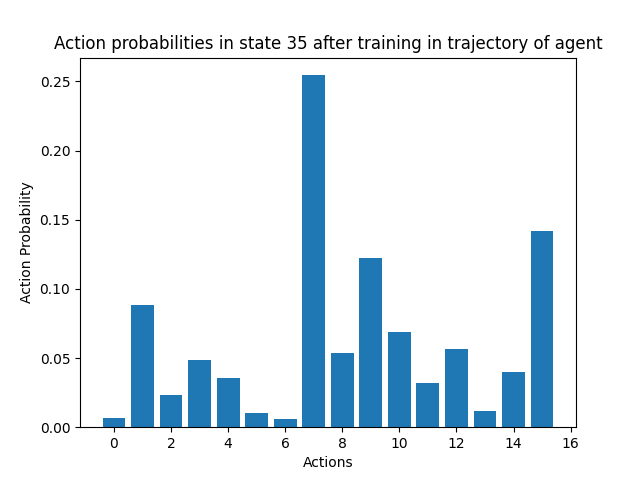 Action probabilities in state 35 after training in trajectory of agent
0.25
0.20
0.15
0.10
0.05
0.00
Action Probability
0 2 4 6 8 10 12 14 16
Actions